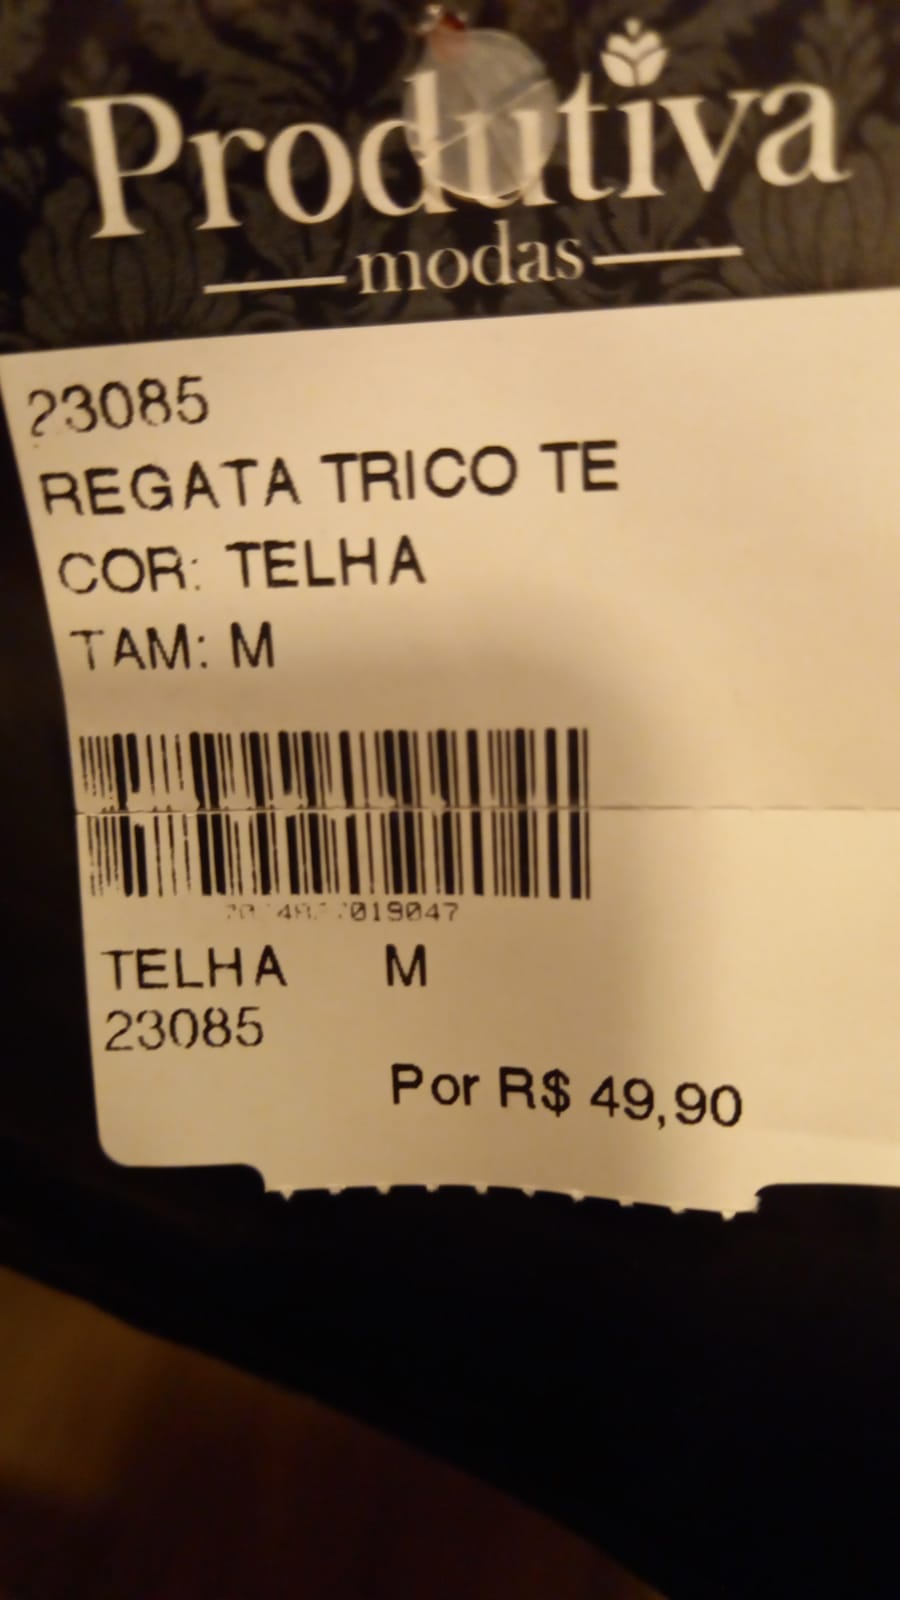 Produtiva
modas
23085
REGATA TRICO TE
COR: TELHA
TAM: M
TELHA M
23085
Por R$ 49,90